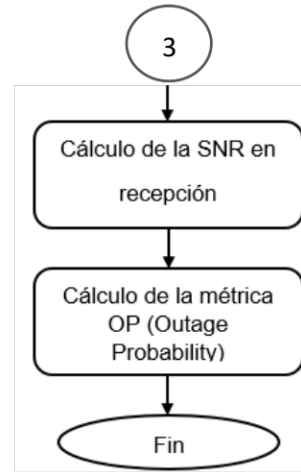 3
Cálculo de la SNR en
recepción
Cálculo de la métrica
OP (Outage
Probability)
Fin